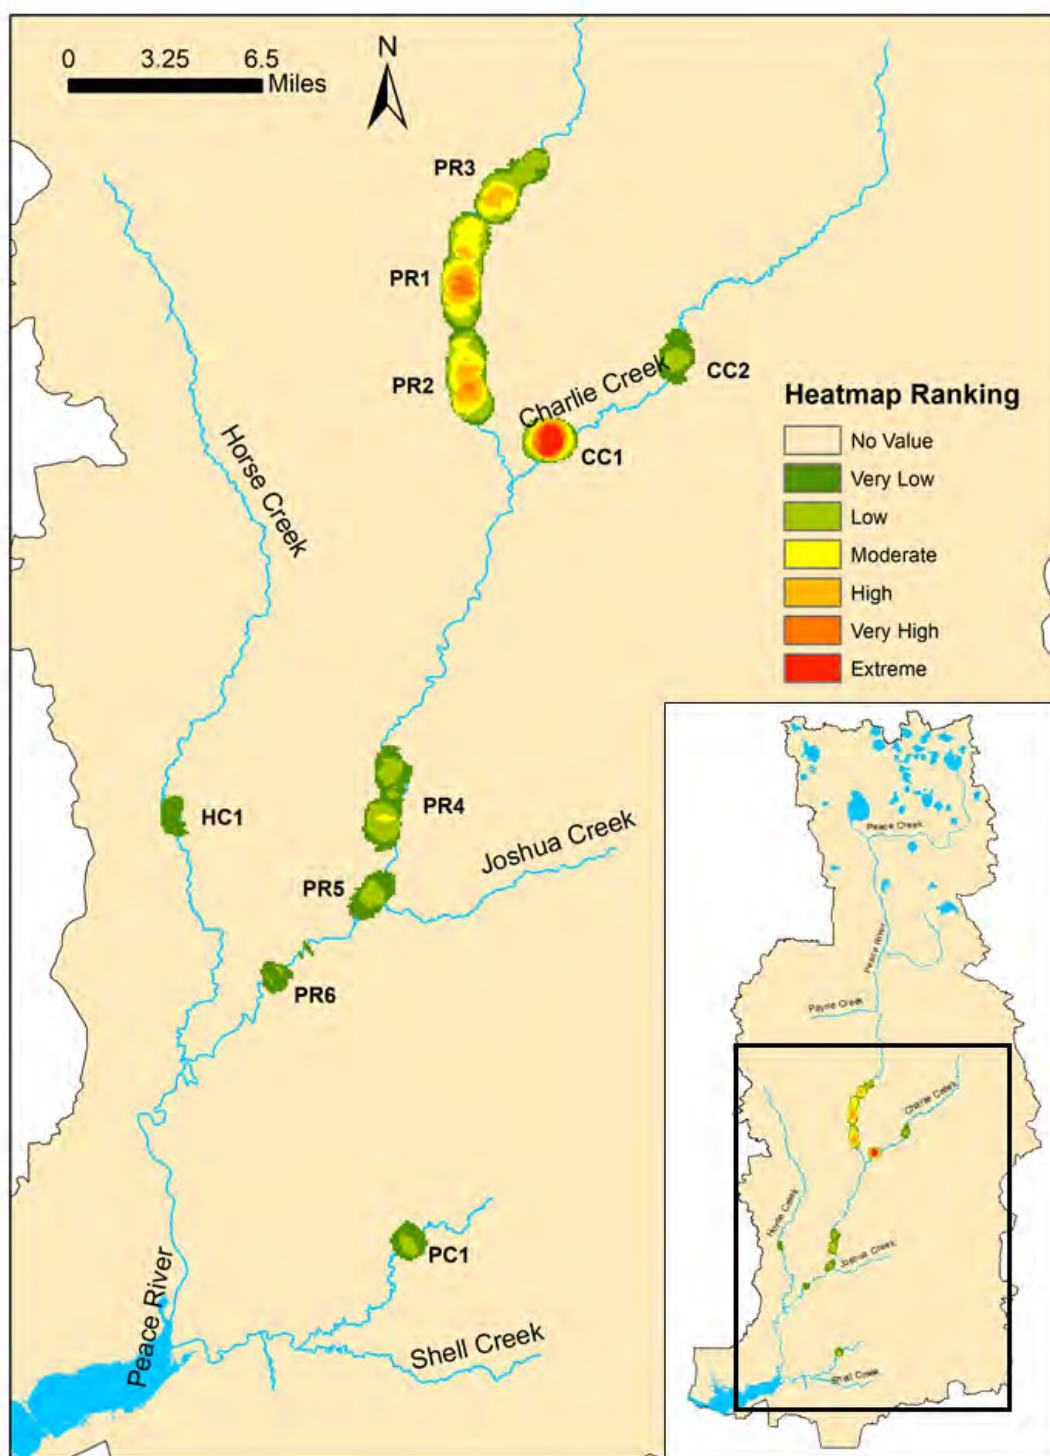 0 3.25 6.5
Miles
N
PR3
PR1
PR2
Charlie Creek
CC2
CC1
Horse Creek
Heatmap Ranking
No Value
Very Low
Low
Moderate
High
Very High
Extreme
HC1
PR4
Joshua Creek
PR5
PR6
PC1
Peace River
Shell Creek
Peace Creek
Peace River
Payne Creek
Charlie Creek
Horse Creek
Joshua Creek
Shell Creek